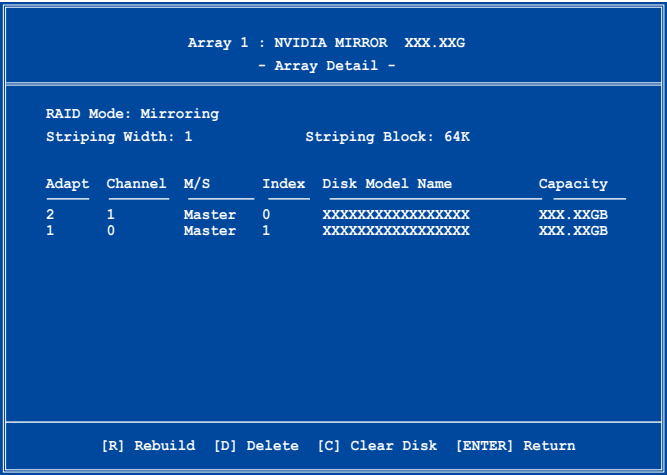 Array 1 : NVIDIA MIRROR  XXX.XXG
- Array Detail -
RAID Mode: Mirroring
Striping Width: 1    Striping Block: 64K
Adapt  Channel  M/S  Index  Disk Model Name  Capacity
2  1  Master  0  XXXXXXXXXXXXXXXXX  XXX.XXGB
1  0  Master  1  XXXXXXXXXXXXXXXXX  XXX.XXGB
[R] Rebuild  [D] Delete  [C] Clear Disk  [ENTER] Return